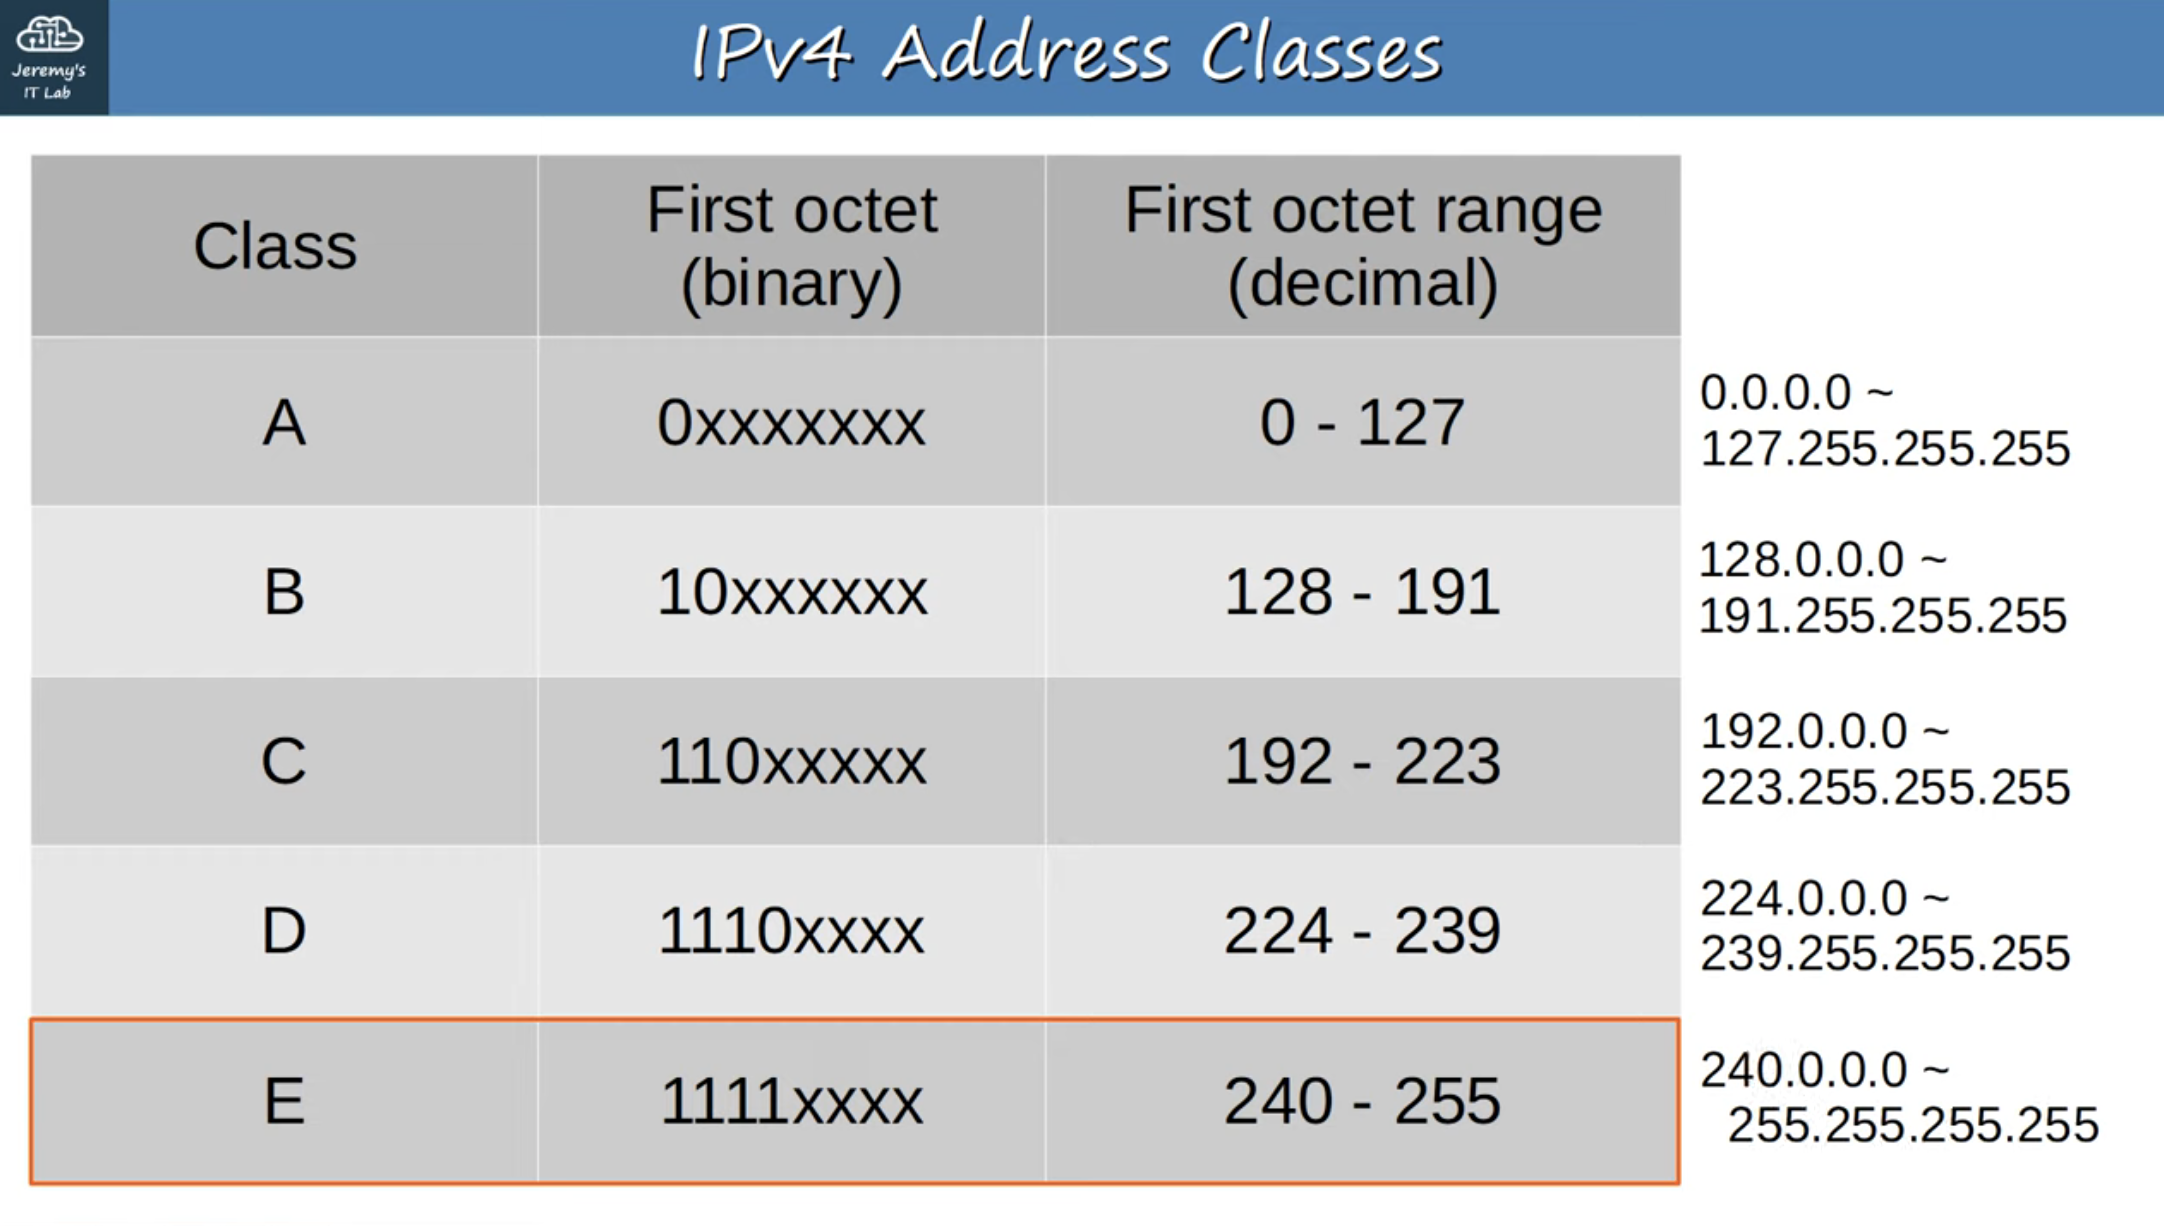 Jeremy's
IT Lab
IPv4 Address Classes
Class
First octet
(binary)
First octet range
(decimal)
A
0xxxxxxx
0 - 127
0.0.0.0 ~
127.255.255.255
B
10xxxxxx
128 - 191
128.0.0.0 ~
191.255.255.255
C
110xxxxx
192 - 223
192.0.0.0 ~
223.255.255.255
D
1110xxxx
224 - 239
224.0.0.0 ~
239.255.255.255
E
1111xxxx
240 - 255
240.0.0.0 ~
255.255.255.255